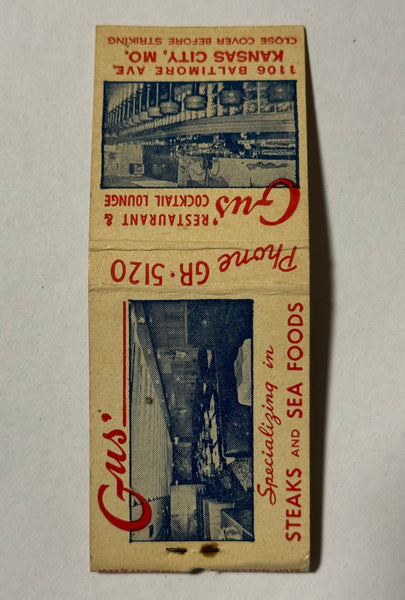 CLOSE COVER BEFORE STRIKING
KANSAS CITY, MO.
1106 BALTIMORE AVE.
Gus'
RESTAURANT &
COCKTAIL LOUNGE
Phone GR·5120
Gus'
Specializing in
STEAKS AND SEA FOODS